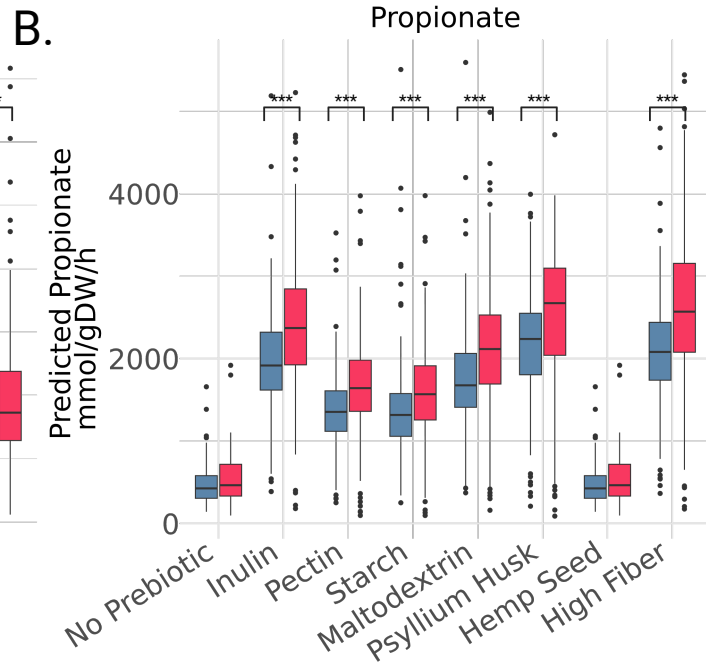 B.
Propionate
*** *** *** *** *** ***
Predicted Propionate
mmol/gDW/h
4000
2000
0
No Prebiotic
Inulin
Pectin
Starch
Maltodextrin
Psyllium Husk
Hemp Seed
High Fiber